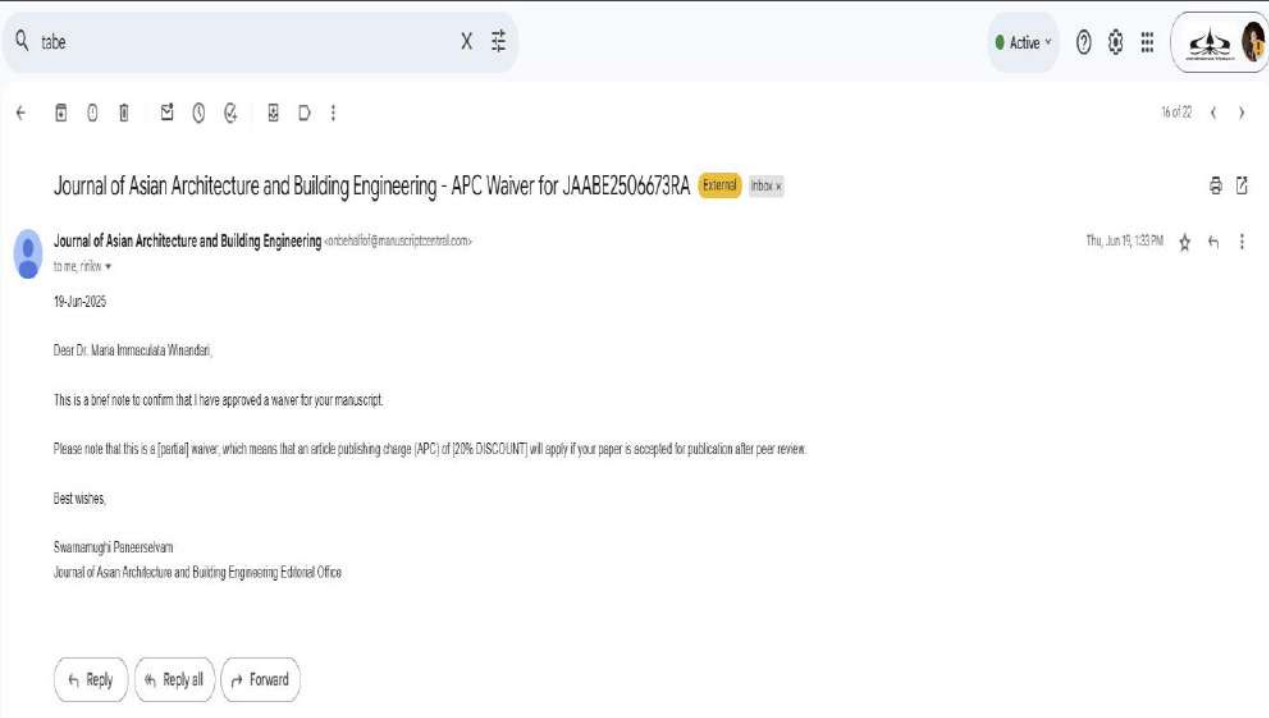 tabe
Active
16 of 22
Journal of Asian Architecture and Building Engineering - APC Waiver for JAABE2506673RA External Inbox x
Journal of Asian Architecture and Building Engineering <onbehalfof@manuscriptcentral.com>
Thu, Jun 19, 1:33 PM
to me, ririkw
19-Jun-2025
Dear Dr. Maria Immaculata Winandari,
This is a brief note to confirm that I have approved a waiver for your manuscript.
Please note that this is a [partial] waiver, which means that an article publishing charge (APC) of [20% DISCOUNT] will apply if your paper is accepted for publication after peer review.
Best wishes,
Swarnamughi Paneerselvam
Journal of Asian Architecture and Building Engineering Editorial Office
Reply
Reply all
Forward